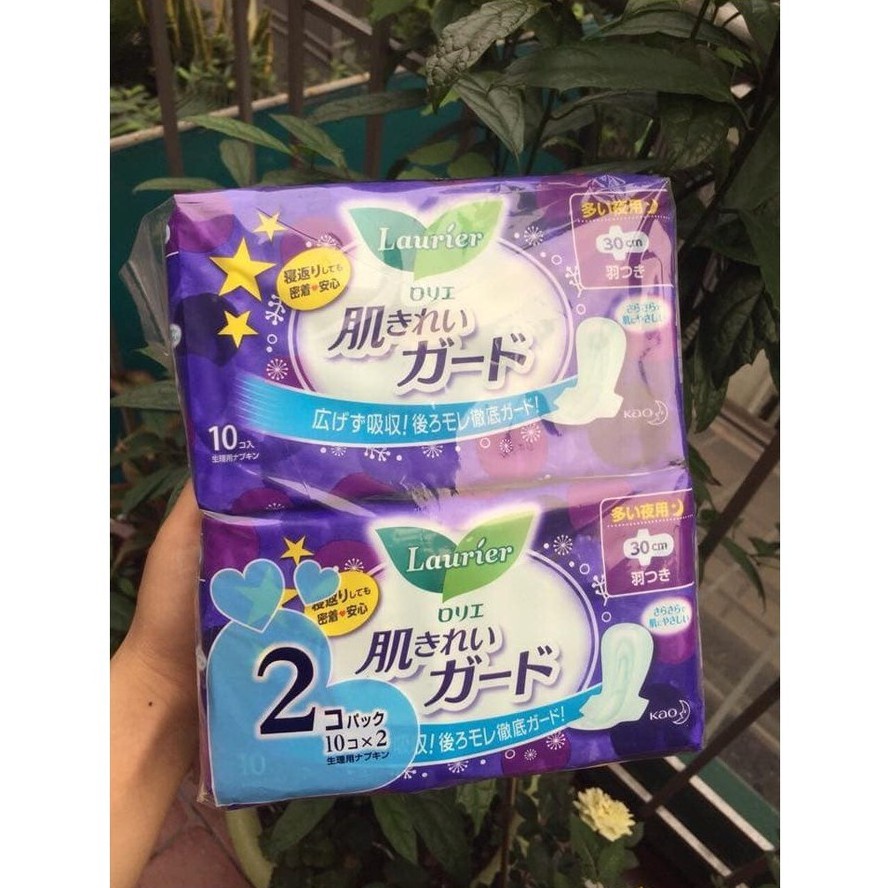 Laurier
ロリエ
肌きれい
ガード
寝返りしても
密着♥安心
多い夜用
30cm
羽つき
さらさらで
肌にやさしい
広げず吸収!後ろモレ徹底ガード!
10コ入
生理用ナプキン
Kao
Laurier
ロリエ
肌きれい
ガード
寝返りしても
密着♥安心
多い夜用
30cm
羽つき
さらさらで
肌にやさしい
吸収!後ろモレ徹底ガード!
2コパック
10コ×2
生理用ナプキン
10
Kao